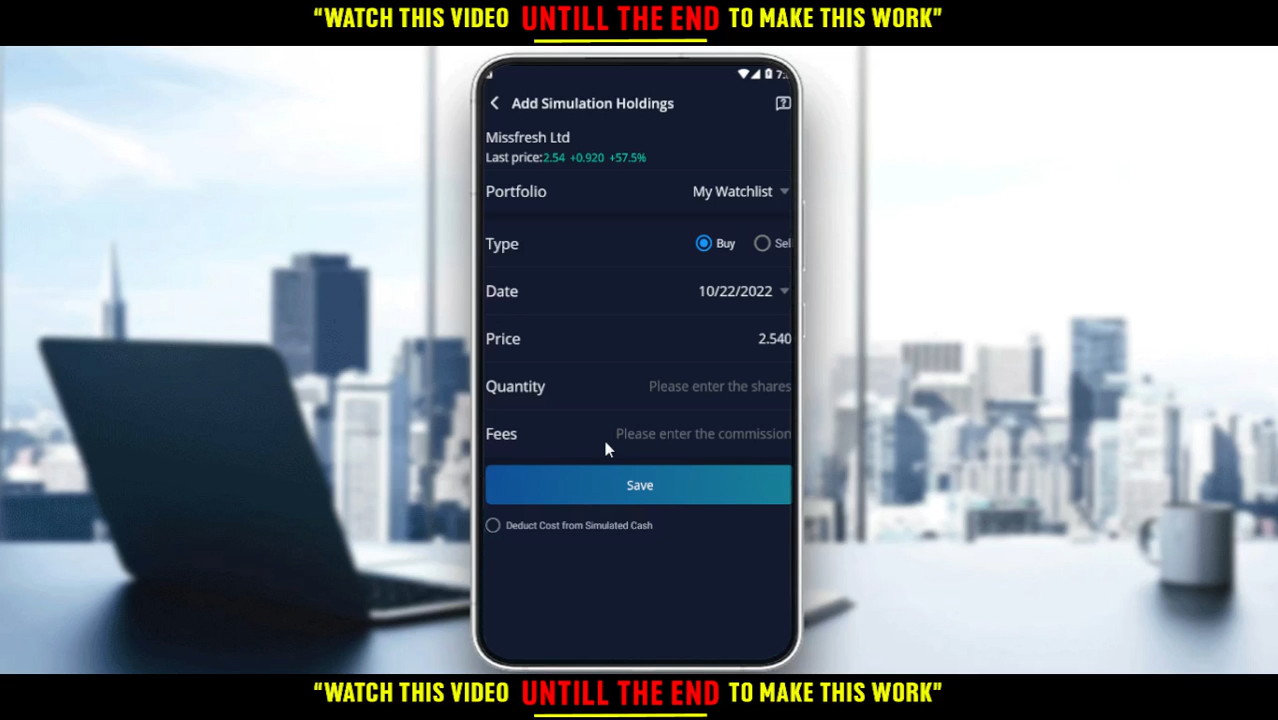 “WATCH THIS VIDEO UNTILL THE END TO MAKE THIS WORK”
Add Simulation Holdings
Missfresh Ltd
Last price:2.54 +0.920 +57.5%
Portfolio My Watchlist
Type Buy Sel
Date 10/22/2022
Price 2.540
Quantity Please enter the shares
Fees Please enter the commission
Save
Deduct Cost from Simulated Cash
“WATCH THIS VIDEO UNTILL THE END TO MAKE THIS WORK”